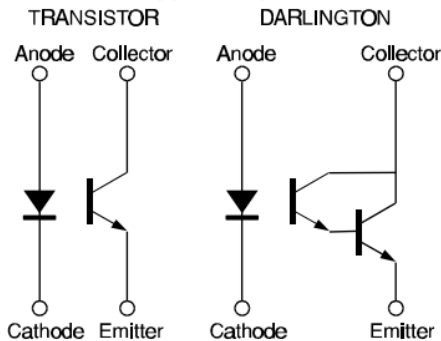 TRANSISTOR DARLINGTON
Anode Collector Anode Collector
Cathode Emitter Cathode Emitter